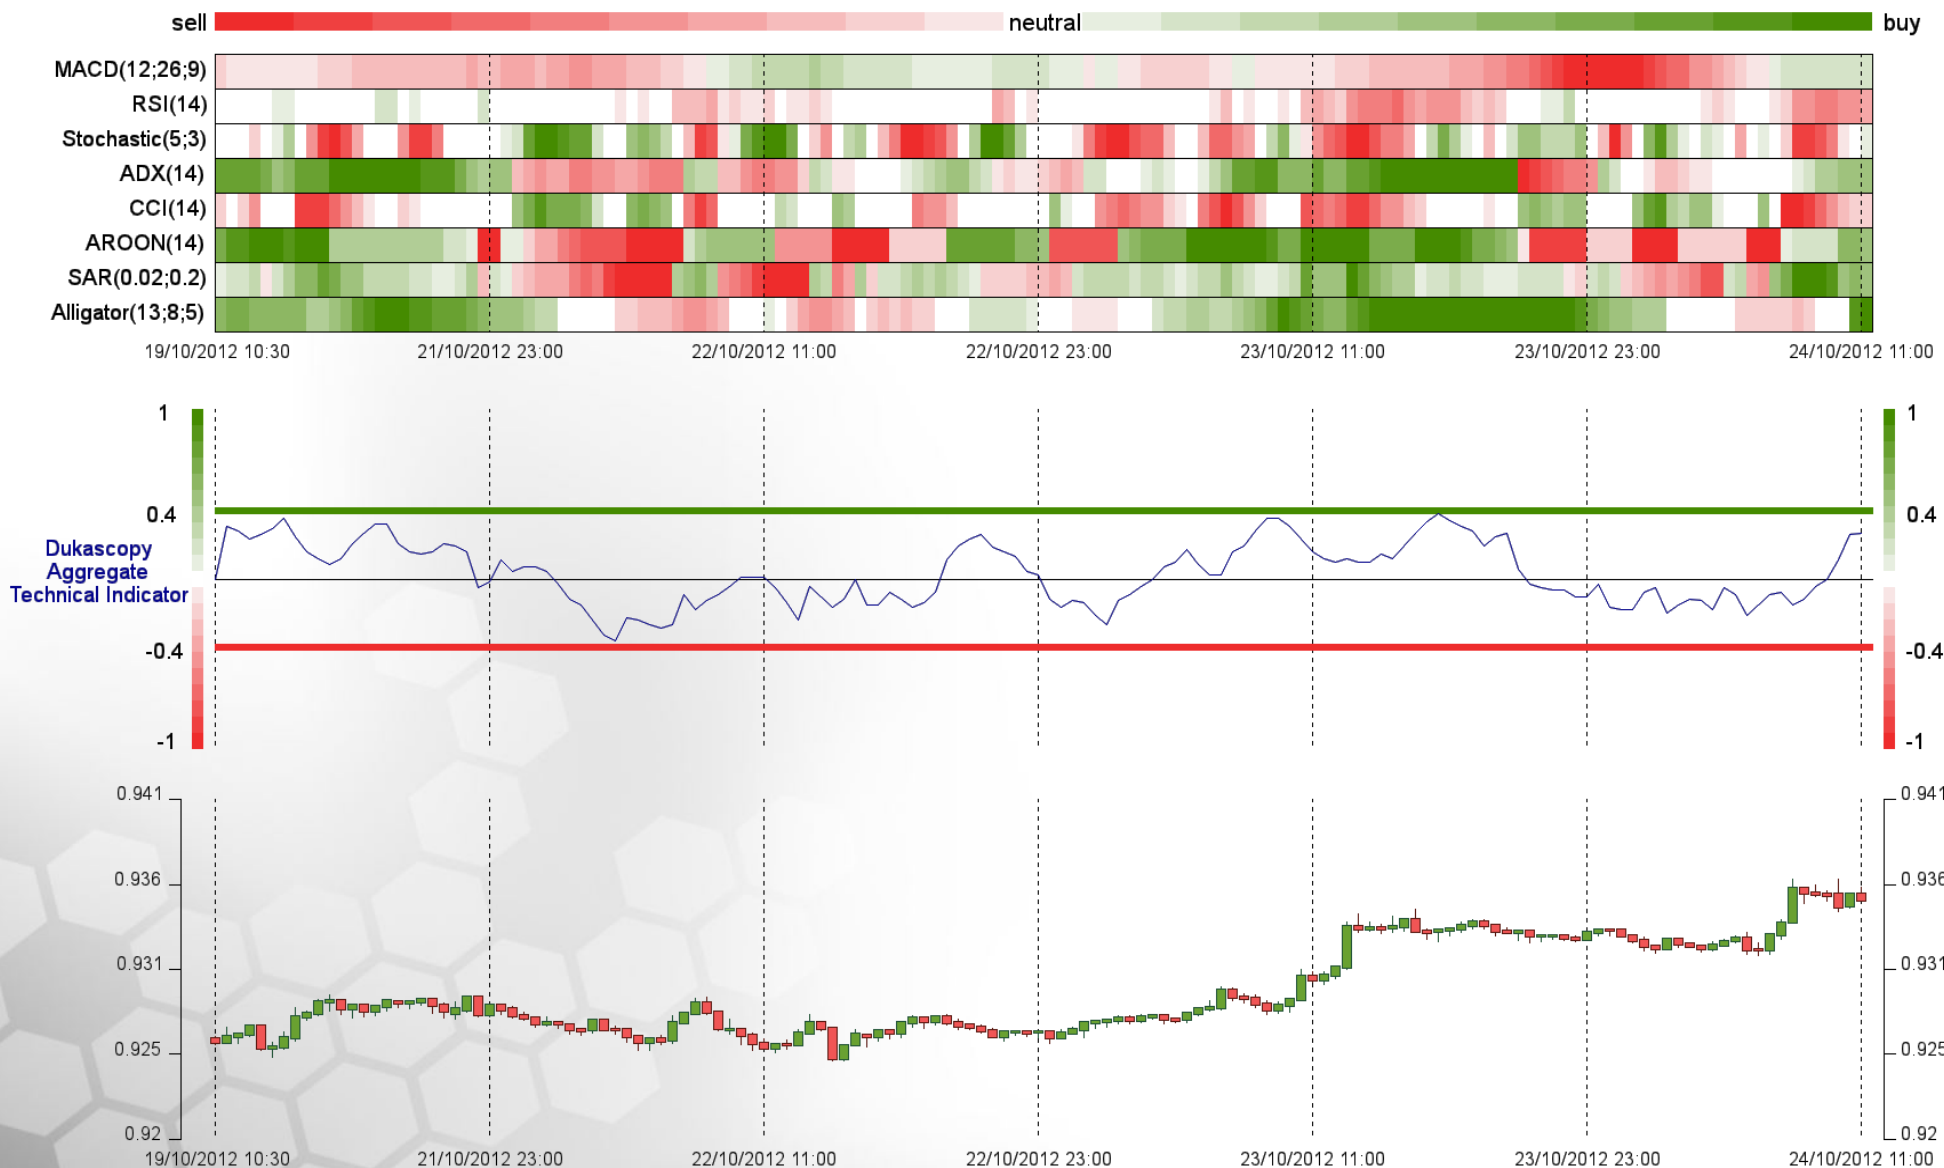 sell neutral buy
MACD(12;26;9)
RSI(14)
Stochastic(5;3)
ADX(14)
CCI(14)
AROON(14)
SAR(0.02;0.2)
Alligator(13;8;5)
19/10/2012 10:30 21/10/2012 23:00 22/10/2012 11:00 22/10/2012 23:00 23/10/2012 11:00 23/10/2012 23:00 24/10/2012 11:00
1 1
0.4 0.4
Dukascopy
Aggregate
Technical Indicator
-0.4 -0.4
-1 -1
0.941 0.941
0.936 0.936
0.931 0.931
0.925 0.925
0.92 0.92
19/10/2012 10:30 21/10/2012 23:00 22/10/2012 11:00 22/10/2012 23:00 23/10/2012 11:00 23/10/2012 23:00 24/10/2012 11:00